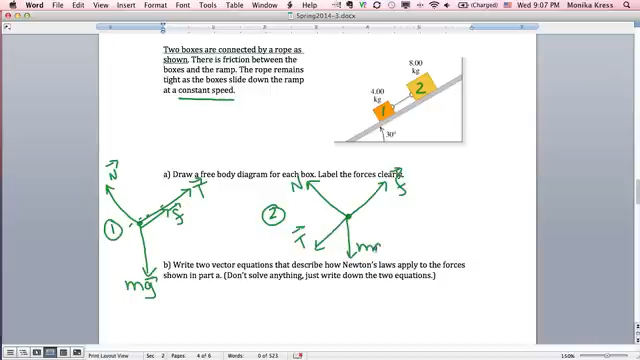 Word File Edit View Insert Format Font Tools Table Window Help
(Charged) Wed 9:07 PM Monika Kress
Spring2014-3.docx
Two boxes are connected by a rope as
shown. There is friction between the
boxes and the ramp. The rope remains
tight as the boxes slide down the ramp
at a constant speed.
8.00
kg
4.00
kg
2
1
30°
a) Draw a free body diagram for each box. Label the forces clearly.
N T f
1
mg
N f
2
T
m
b) Write two vector equations that describe how Newton's laws apply to the forces
shown in part a. (Don't solve anything, just write down the two equations.)
Print Layout View Sec 2 Pages: 4 of 6 Words: 0 of 523 150%